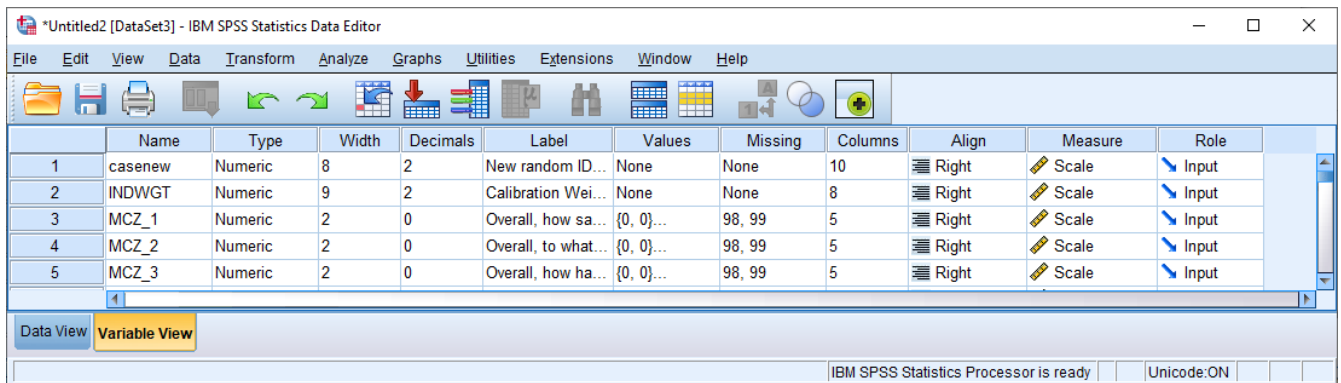 *Untitled2 [DataSet3] - IBM SPSS Statistics Data Editor
File Edit View Data Transform Analyze Graphs Utilities Extensions Window Help
Name Type Width Decimals Label Values Missing Columns Align Measure Role
1 casenew Numeric 8 2 New random ID... None None 10 Right Scale Input
2 INDWGT Numeric 9 2 Calibration Wei... None None 8 Right Scale Input
3 MCZ_1 Numeric 2 0 Overall, how sa... {0, 0}... 98, 99 5 Right Scale Input
4 MCZ_2 Numeric 2 0 Overall, to what... {0, 0}... 98, 99 5 Right Scale Input
5 MCZ_3 Numeric 2 0 Overall, how ha... {0, 0}... 98, 99 5 Right Scale Input
Data View Variable View
IBM SPSS Statistics Processor is ready Unicode:ON